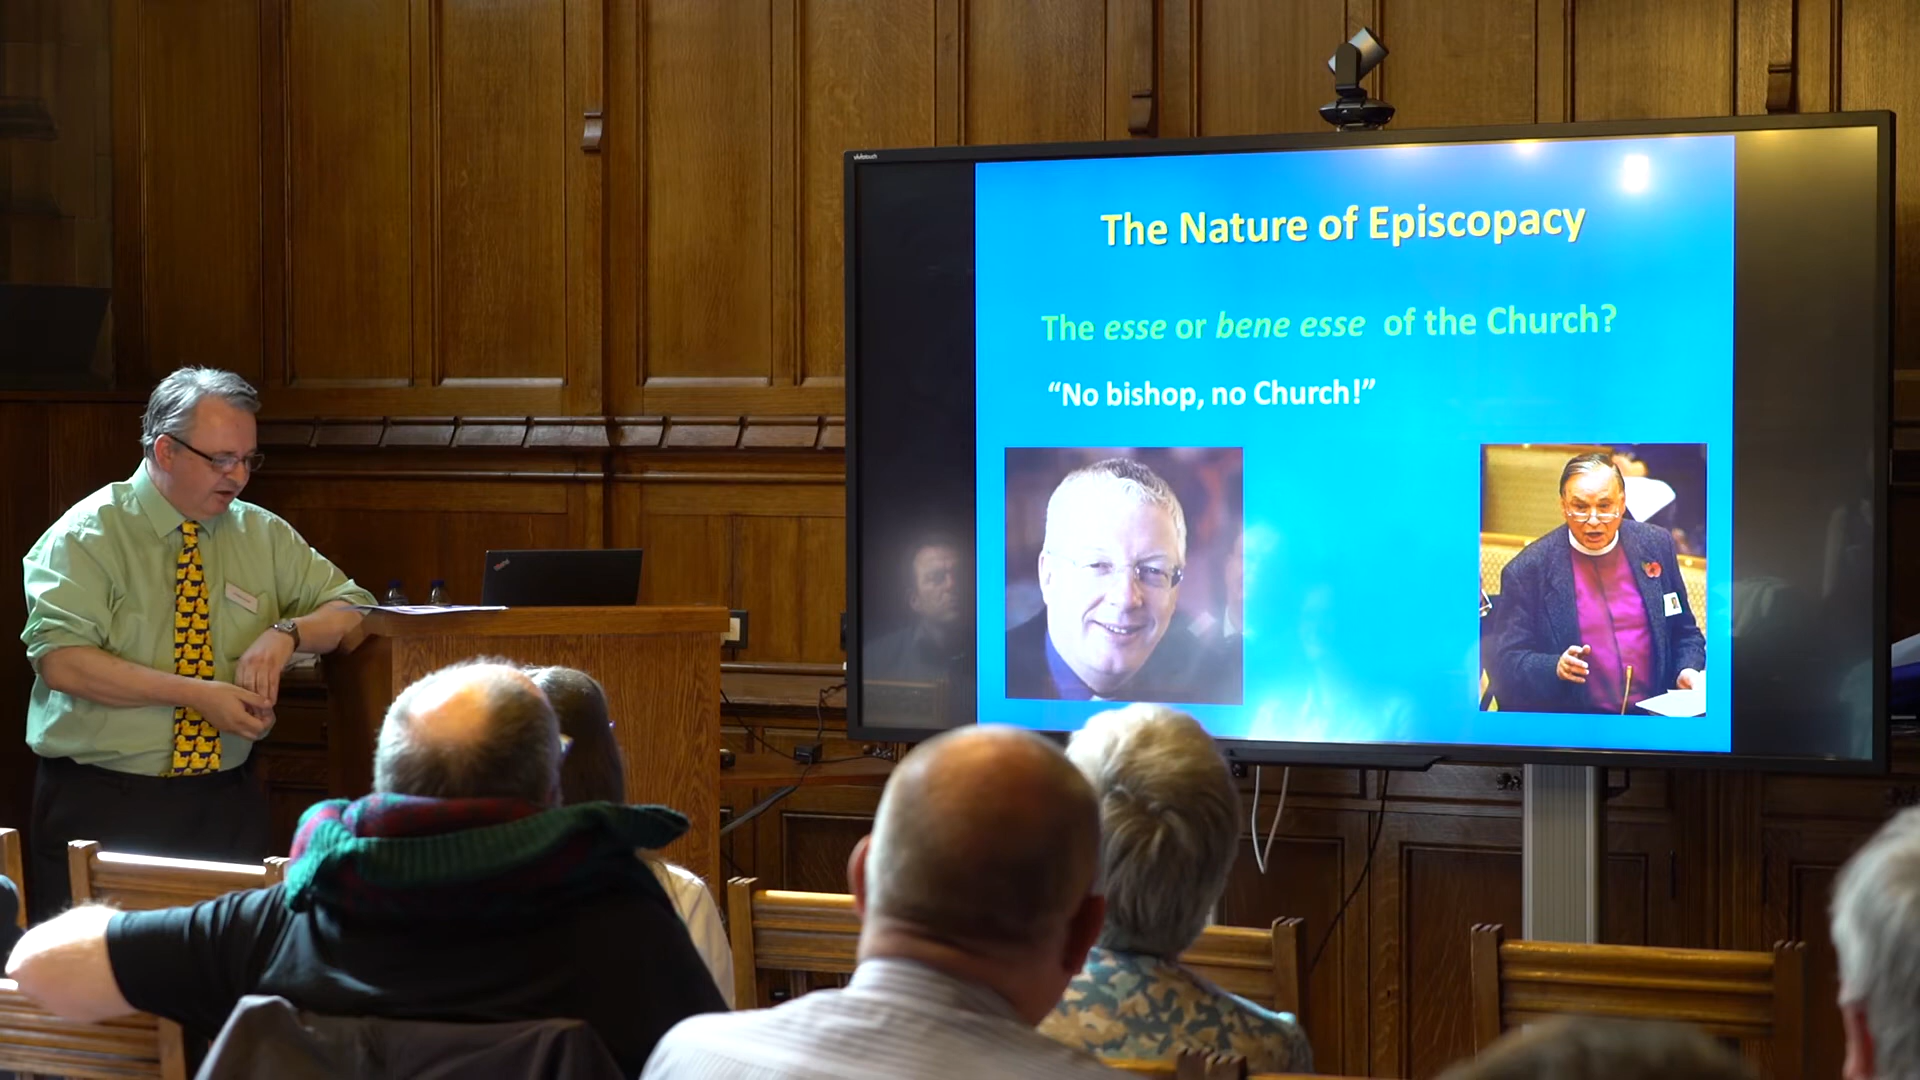 The Nature of Episcopacy
The esse or bene esse of the Church?
“No bishop, no Church!”